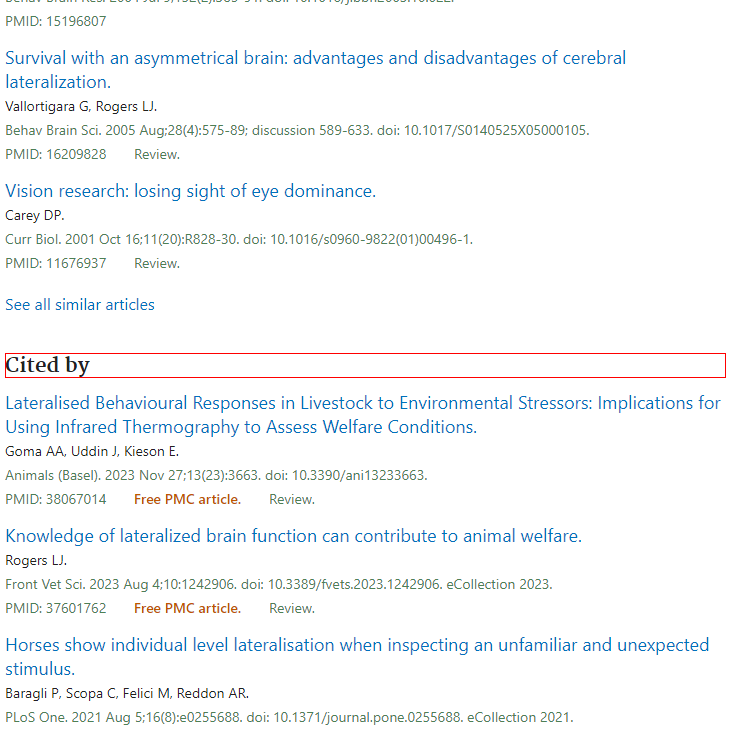 PMID: 15196807
Survival with an asymmetrical brain: advantages and disadvantages of cerebral
lateralization.
Vallortigara G, Rogers LJ.
Behav Brain Sci. 2005 Aug;28(4):575-89; discussion 589-633. doi: 10.1017/S0140525X05000105.
PMID: 16209828 Review.
Vision research: losing sight of eye dominance.
Carey DP.
Curr Biol. 2001 Oct 16;11(20):R828-30. doi: 10.1016/s0960-9822(01)00496-1.
PMID: 11676937 Review.
See all similar articles
Cited by
Lateralised Behavioural Responses in Livestock to Environmental Stressors: Implications for
Using Infrared Thermography to Assess Welfare Conditions.
Goma AA, Uddin J, Kieson E.
Animals (Basel). 2023 Nov 27;13(23):3663. doi: 10.3390/ani13233663.
PMID: 38067014 Free PMC article. Review.
Knowledge of lateralized brain function can contribute to animal welfare.
Rogers LJ.
Front Vet Sci. 2023 Aug 4;10:1242906. doi: 10.3389/fvets.2023.1242906. eCollection 2023.
PMID: 37601762 Free PMC article. Review.
Horses show individual level lateralisation when inspecting an unfamiliar and unexpected
stimulus.
Baragli P, Scopa C, Felici M, Reddon AR.
PLoS One. 2021 Aug 5;16(8):e0255688. doi: 10.1371/journal.pone.0255688. eCollection 2021.